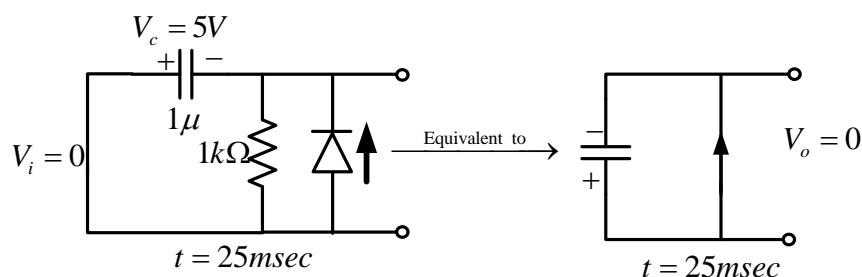 V_c = 5V
+ −
1μ
V_i = 0
1kΩ
t = 25msec
Equivalent to
−
+
V_o = 0
t = 25msec